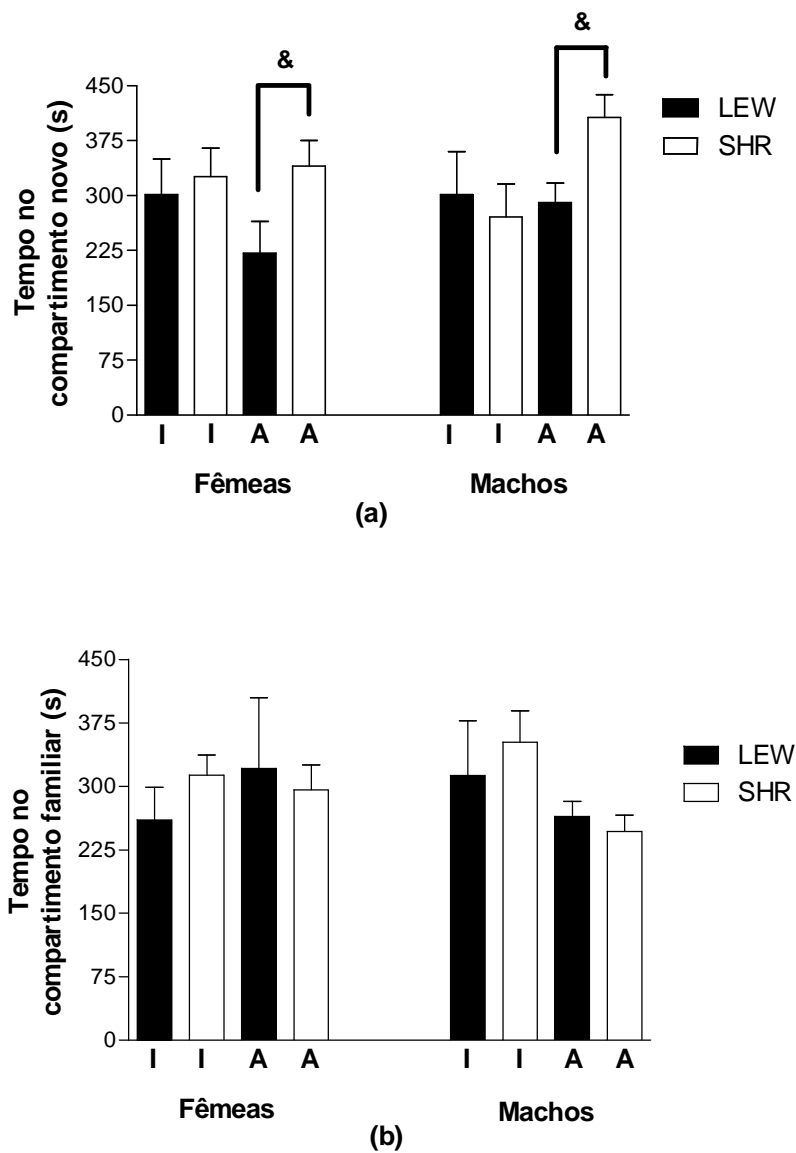 &
&
Tempo no
compartimento novo (s)
450
375
300
225
150
75
0
LEW
SHR
I I A A I I A A
Fêmeas Machos
(a)
Tempo no
compartimento familiar (s)
450
375
300
225
150
75
0
LEW
SHR
I I A A I I A A
Fêmeas Machos
(b)